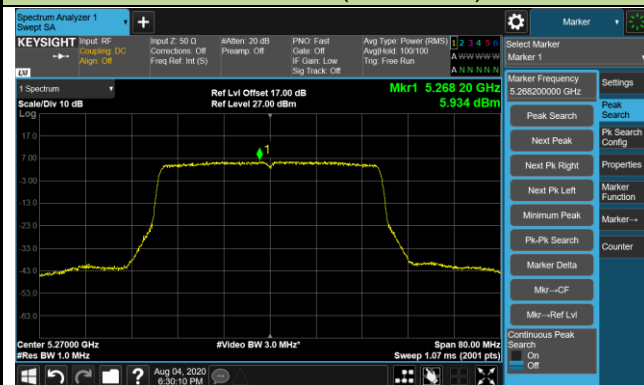 Spectrum Analyzer 1
Swept SA
Marker
KEYSIGHT
Input: RF
Coupling: DC
Align: Off
Input Z: 50 Ω
Corrections: Off
Freq Ref: Int (S)
#Atten: 20 dB
Preamp: Off
PNO: Fast
Gate: Off
IF Gain: Low
Sig Track: Off
Avg Type: Power (RMS)
Avg|Hold: 100/100
Trig: Free Run
1 2 3 4 5 6
A W W W W W
A N N N N N
LXI
Select Marker
Marker 1
1 Spectrum
Scale/Div 10 dB
Log
Ref Lvl Offset 17.00 dB
Ref Level 27.00 dBm
Mkr1 5.268 20 GHz
5.934 dBm
17.0
7.00
-3.00
-13.0
-23.0
-33.0
-43.0
-53.0
-63.0
1
Center 5.27000 GHz
#Res BW 1.0 MHz
#Video BW 3.0 MHz*
Span 80.00 MHz
Sweep 1.07 ms (2001 pts)
Marker Frequency
5.268200000 GHz
Peak Search
Next Peak
Next Pk Right
Next Pk Left
Minimum Peak
Pk-Pk Search
Marker Delta
Mkr→CF
Mkr→Ref Lvl
Continuous Peak
Search
On
Off
Settings
Peak
Search
Pk Search
Config
Properties
Marker
Function
Marker→
Counter
?
Aug 04, 2020
6:30:10 PM